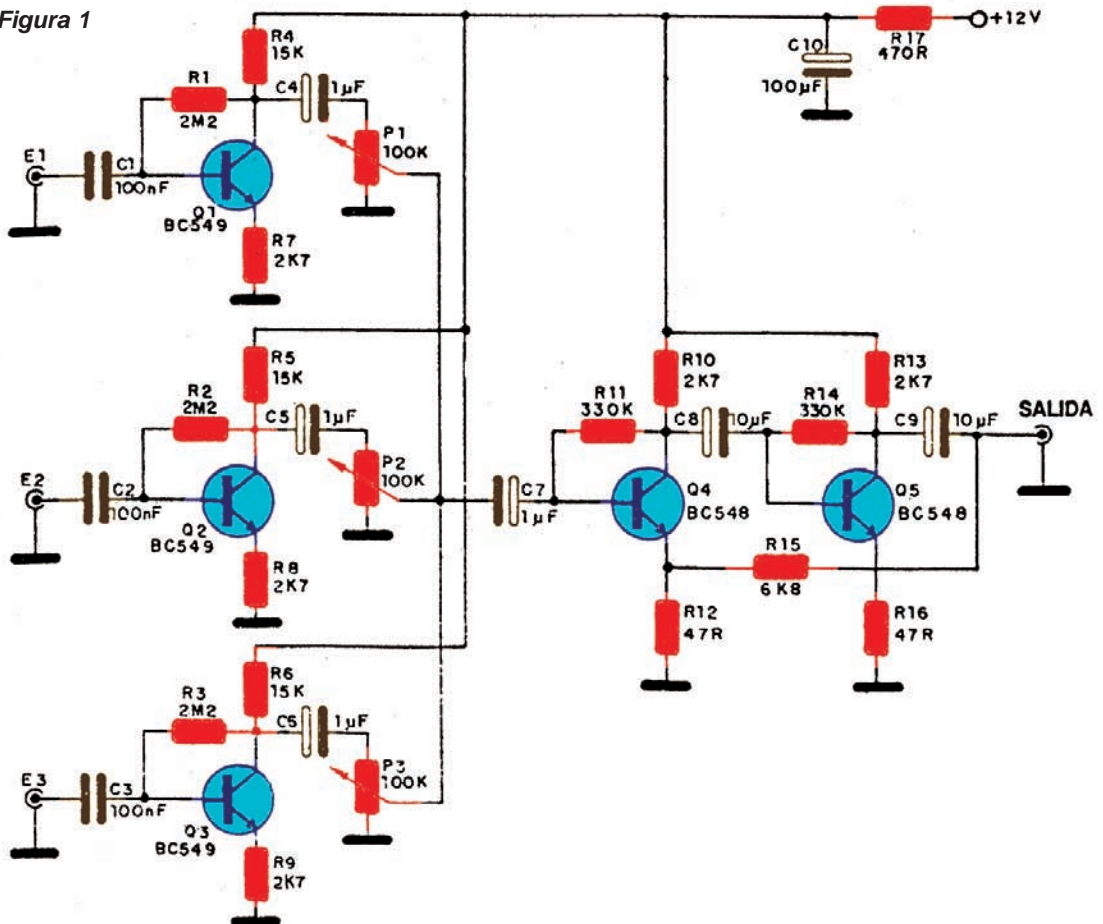 Figura 1
R4
15K
R1
2M2
C4
1µF
P1
100K
E1
C1
100nF
Q1
BC549
R7
2K7
C10
100µF
R17
470R
+12V
R5
15K
R2
2M2
C5
1µF
P2
100K
E2
C2
100nF
Q2
BC549
R8
2K7
R10
2K7
R11
330K
C8
10µF
R13
2K7
R14
330K
C9
10µF
SALIDA
C7
1µF
Q4
BC548
Q5
BC548
R15
6K8
R12
47R
R16
47R
R6
15K
R3
2M2
C6
1µF
P3
100K
E3
C3
100nF
Q3
BC549
R9
2K7